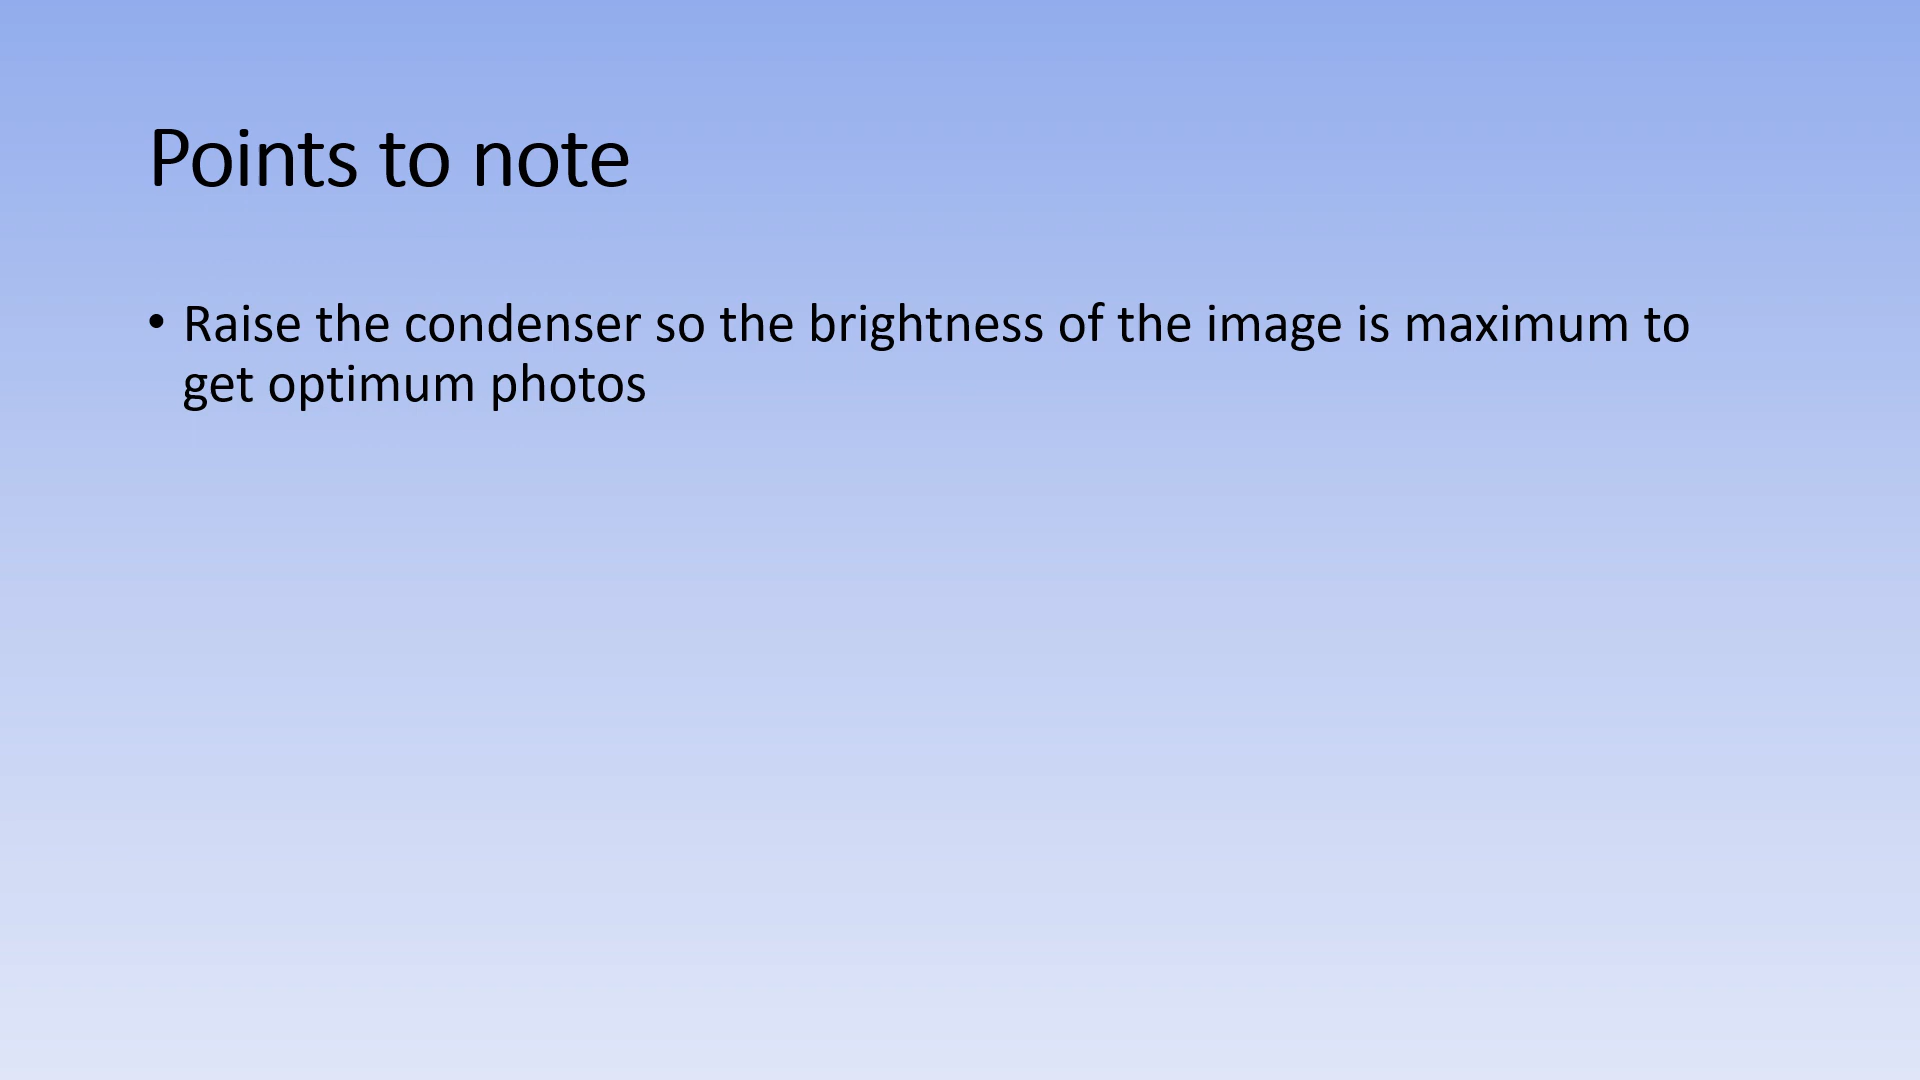 Points to note
• Raise the condenser so the brightness of the image is maximum to
get optimum photos